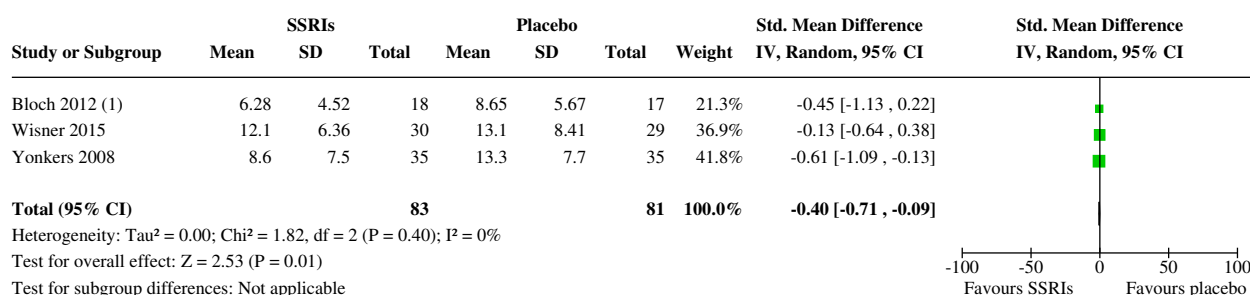 SSRIs Placebo Std. Mean Difference Std. Mean Difference
Study or Subgroup Mean SD Total Mean SD Total Weight IV, Random, 95% CI IV, Random, 95% CI
Bloch 2012 (1) 6.28 4.52 18 8.65 5.67 17 21.3% -0.45 [-1.13 , 0.22]
Wisner 2015 12.1 6.36 30 13.1 8.41 29 36.9% -0.13 [-0.64 , 0.38]
Yonkers 2008 8.6 7.5 35 13.3 7.7 35 41.8% -0.61 [-1.09 , -0.13]
Total (95% CI) 83 81 100.0% -0.40 [-0.71 , -0.09]
Heterogeneity: Tau² = 0.00; Chi² = 1.82, df = 2 (P = 0.40); I² = 0%
Test for overall effect: Z = 2.53 (P = 0.01)
-100 -50 0 50 100
Test for subgroup differences: Not applicable Favours SSRIs Favours placebo